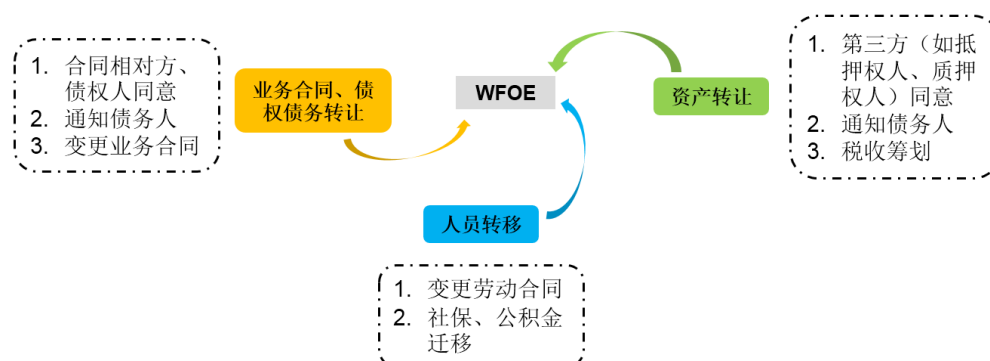 1. 合同相对方、
债权人同意
2. 通知债务人
3. 变更业务合同
业务合同、债
权债务转让
WFOE
资产转让
1. 第三方（如抵
押权人、质押
权人）同意
2. 通知债务人
3. 税收筹划
人员转移
1. 变更劳动合同
2. 社保、公积金
迁移